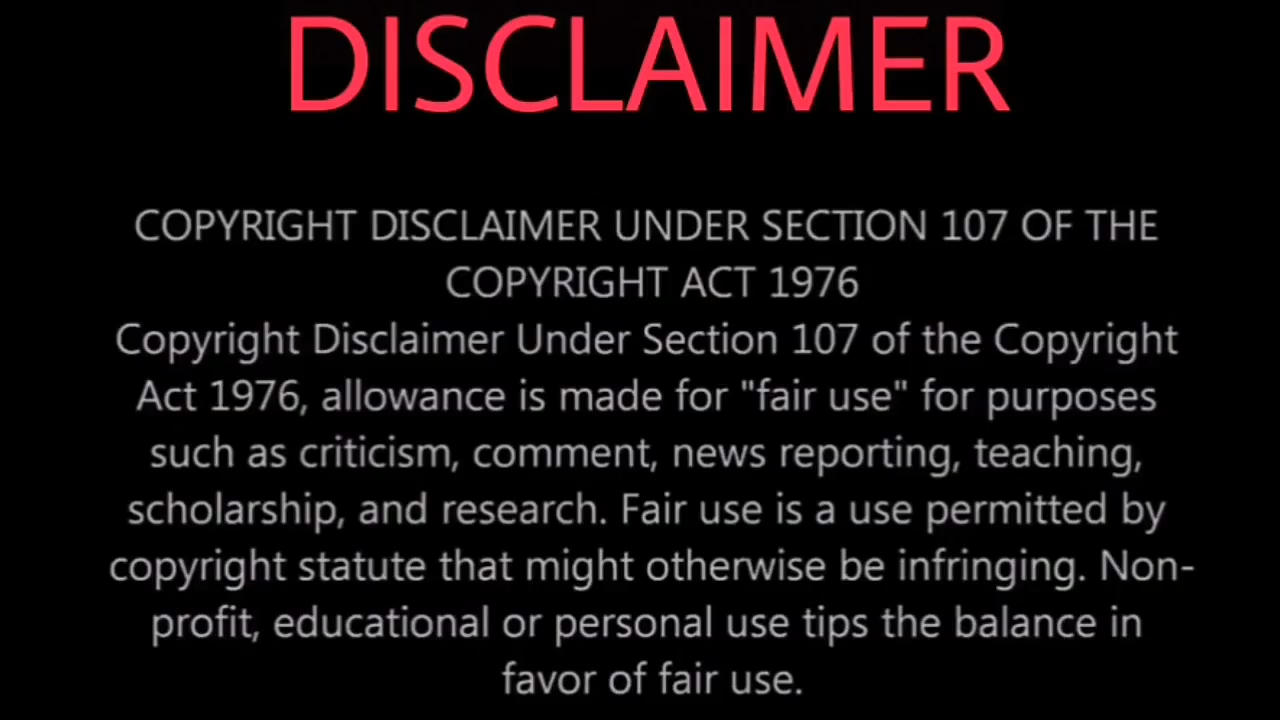 DISCLAIMER
COPYRIGHT DISCLAIMER UNDER SECTION 107 OF THE
COPYRIGHT ACT 1976
Copyright Disclaimer Under Section 107 of the Copyright
Act 1976, allowance is made for "fair use" for purposes
such as criticism, comment, news reporting, teaching,
scholarship, and research. Fair use is a use permitted by
copyright statute that might otherwise be infringing. Non-
profit, educational or personal use tips the balance in
favor of fair use.